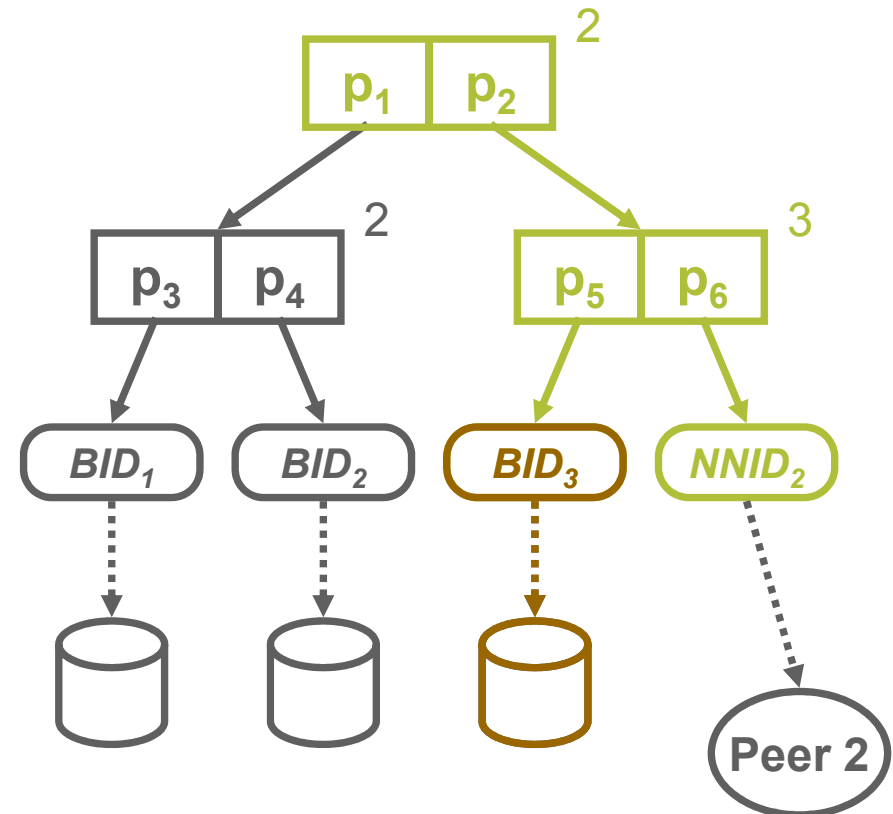 2
p₁ p₂
2
3
p₃ p₄
p₅ p₆
BID₁
BID₂
BID₃
NNID₂
Peer 2